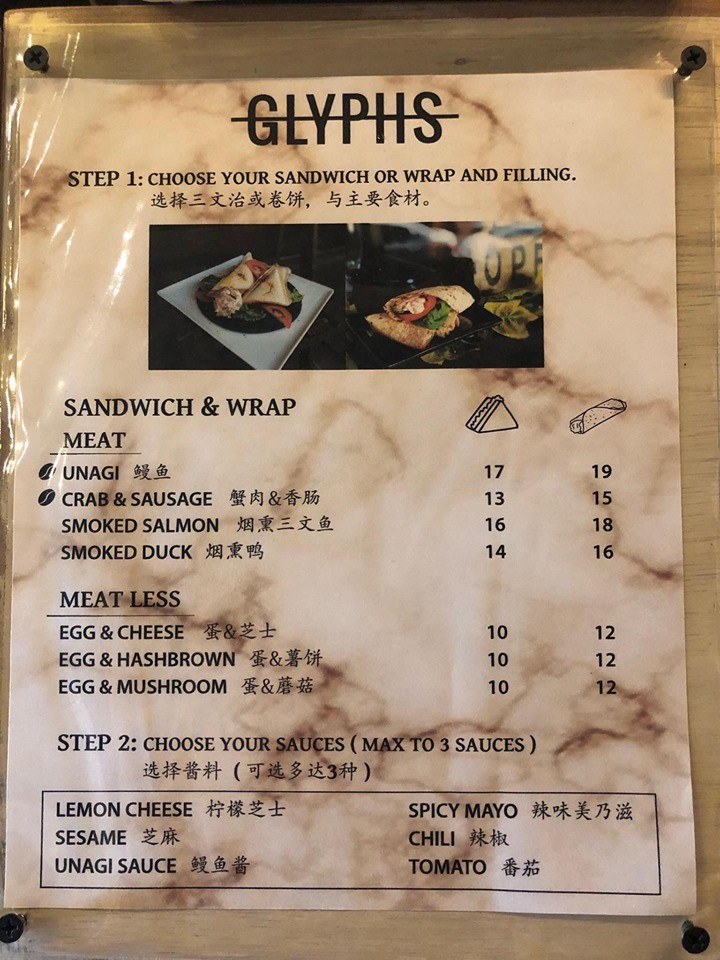 GLYPHS
STEP 1: CHOOSE YOUR SANDWICH OR WRAP AND FILLING.
选择三文治或卷饼，与主要食材。
OPE
SANDWICH & WRAP
MEAT
UNAGI 鳗鱼 17 19
CRAB & SAUSAGE 蟹肉&香肠 13 15
SMOKED SALMON 烟熏三文鱼 16 18
SMOKED DUCK 烟熏鸭 14 16
MEAT LESS
EGG & CHEESE 蛋&芝士 10 12
EGG & HASHBROWN 蛋&薯饼 10 12
EGG & MUSHROOM 蛋&蘑菇 10 12
STEP 2: CHOOSE YOUR SAUCES ( MAX TO 3 SAUCES )
选择酱料 ( 可选多达3种 )
LEMON CHEESE 柠檬芝士 SPICY MAYO 辣味美乃滋
SESAME 芝麻 CHILI 辣椒
UNAGI SAUCE 鳗鱼酱 TOMATO 番茄